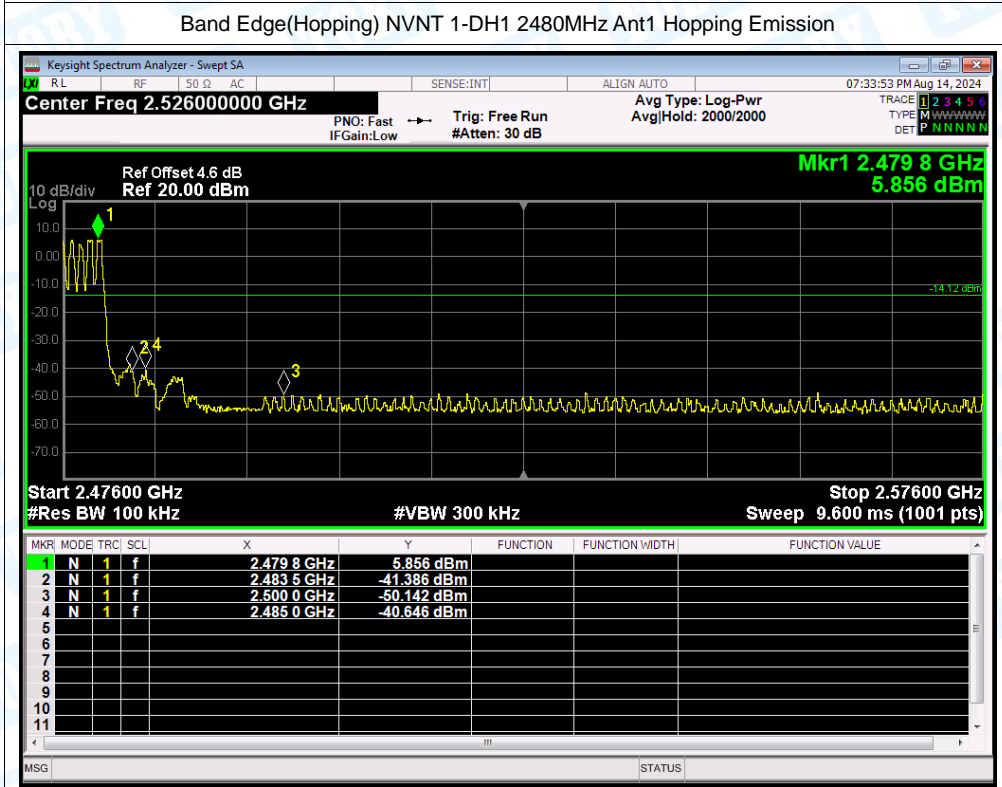 Band Edge(Hopping) NVNT 1-DH1 2480MHz Ant1 Hopping Emission
Keysight Spectrum Analyzer - Swept SA
LXI RL RF 50 Ω AC SENSE:INT ALIGN AUTO 07:33:53 PM Aug 14, 2024
Center Freq 2.526000000 GHz Avg Type: Log-Pwr TRACE 1 2 3 4 5 6
PNO: Fast Trig: Free Run Avg|Hold: 2000/2000 TYPE M WWWWW
IFGain:Low #Atten: 30 dB DET P N N N N N
Mkr1 2.479 8 GHz
Ref Offset 4.6 dB
10 dB/div Ref 20.00 dBm 5.856 dBm
Log
1
10.0
0.00
-10.0
-14.12 dBm
-20.0
-30.0
2 4
-40.0
3
-50.0
-60.0
-70.0
Start 2.47600 GHz Stop 2.57600 GHz
#Res BW 100 kHz #VBW 300 kHz Sweep 9.600 ms (1001 pts)
MKR MODE TRC SCL X Y FUNCTION FUNCTION WIDTH FUNCTION VALUE
1 N 1 f 2.479 8 GHz 5.856 dBm
2 N 1 f 2.483 5 GHz -41.386 dBm
3 N 1 f 2.500 0 GHz -50.142 dBm
4 N 1 f 2.485 0 GHz -40.646 dBm
5
6
7
8
9
10
11
MSG STATUS